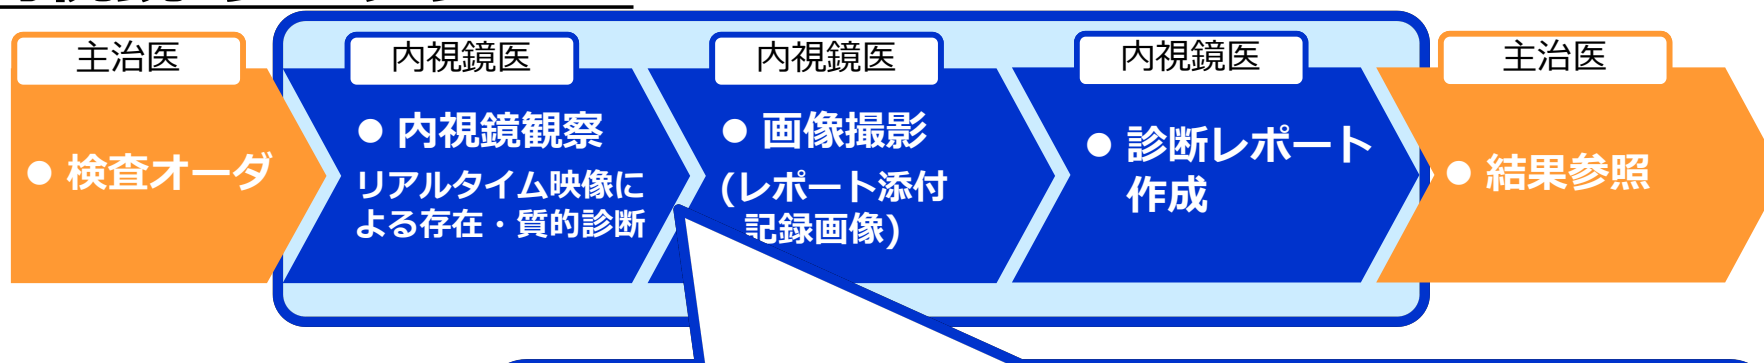 主治医
● 検査オーダ
内視鏡医
● 内視鏡観察
リアルタイム映像に
よる存在・質的診断
内視鏡医
● 画像撮影
(レポート添付
記録画像)
内視鏡医
● 診断レポート
作成
主治医
● 結果参照